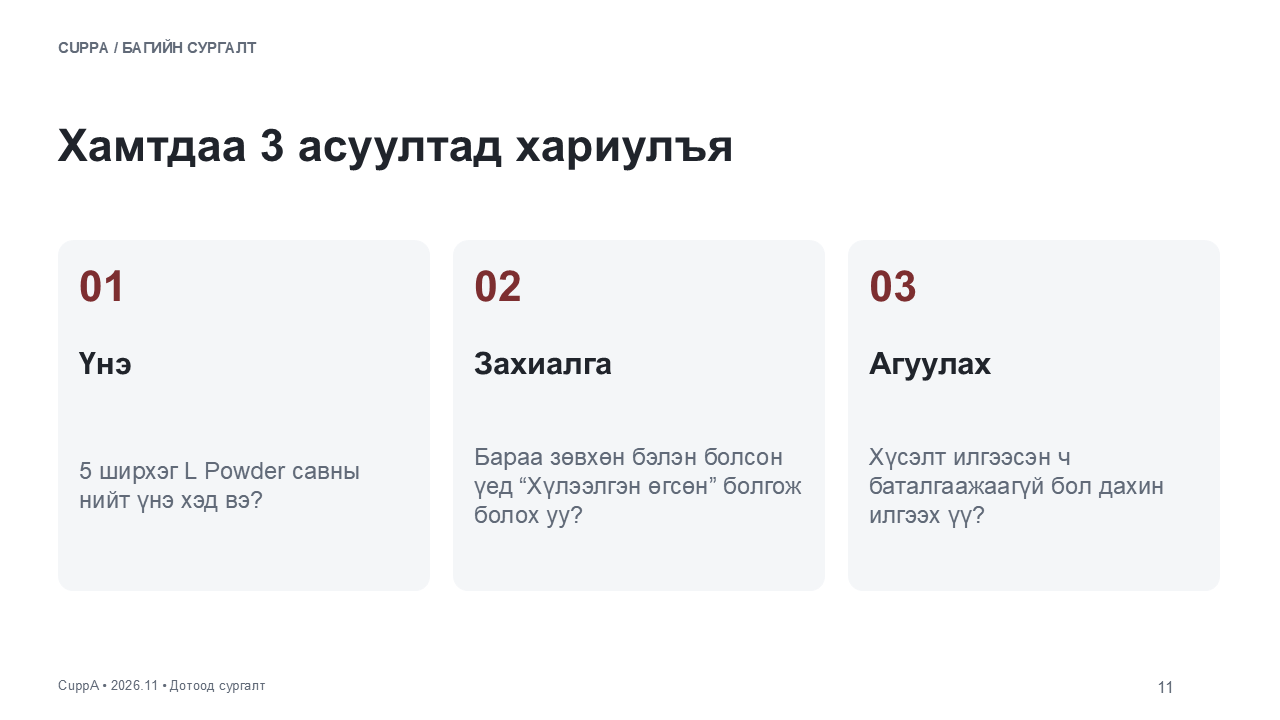 CUPPA / БАГИЙН СУРГАЛТ
Хамтдаа 3 асуултад хариулъя
01
Үнэ
5 ширхэг L Powder савны
нийт үнэ хэд вэ?
02
Захиалга
Бараа зөвхөн бэлэн болсон
үед “Хүлээлгэн өгсөн” болгож
болох уу?
03
Агуулах
Хүсэлт илгээсэн ч
баталгаажаагүй бол дахин
илгээх үү?
CuppA • 2026.11 • Дотоод сургалт
11